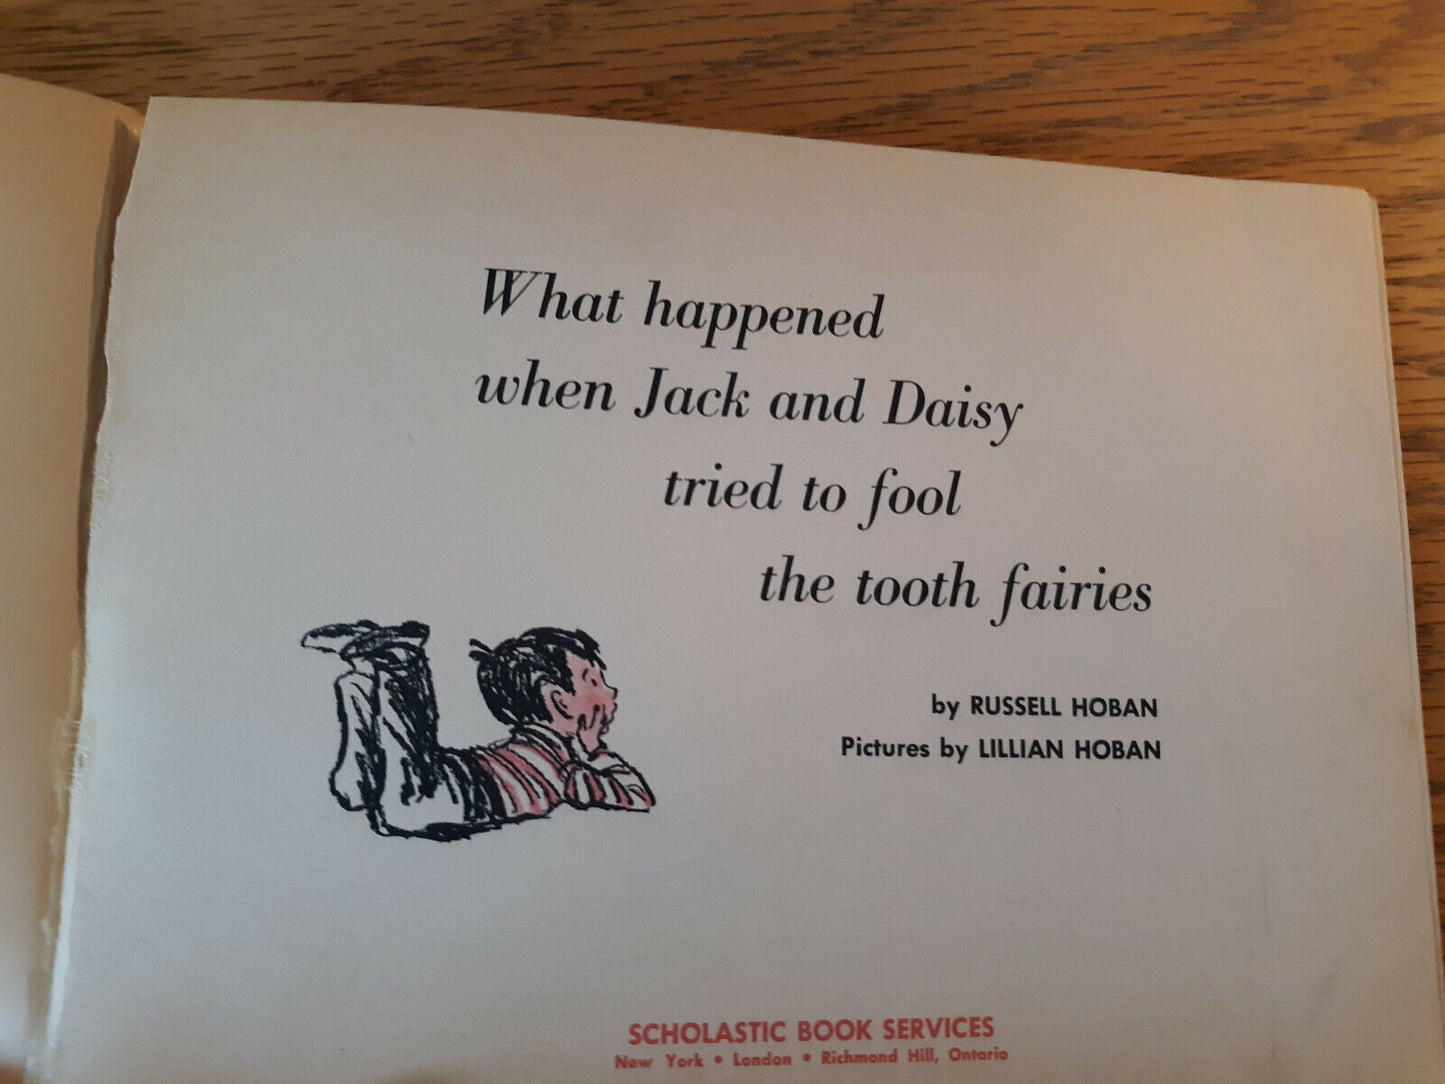 What happened
when Jack and Daisy
tried to fool
the tooth fairies
by RUSSELL HOBAN
Pictures by LILLIAN HOBAN
SCHOLASTIC BOOK SERVICES
New York • London • Richmond Hill, Ontario